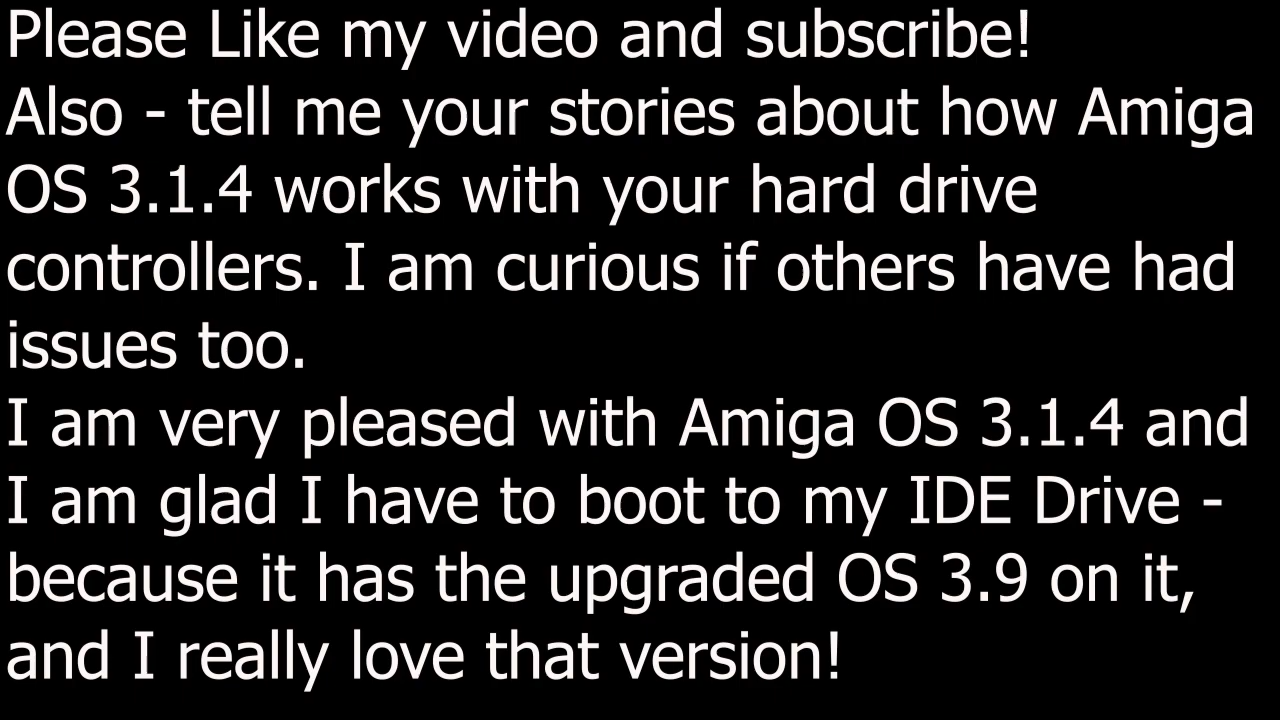 Please Like my video and subscribe!
Also - tell me your stories about how Amiga
OS 3.1.4 works with your hard drive
controllers. I am curious if others have had
issues too.
I am very pleased with Amiga OS 3.1.4 and
I am glad I have to boot to my IDE Drive -
because it has the upgraded OS 3.9 on it,
and I really love that version!